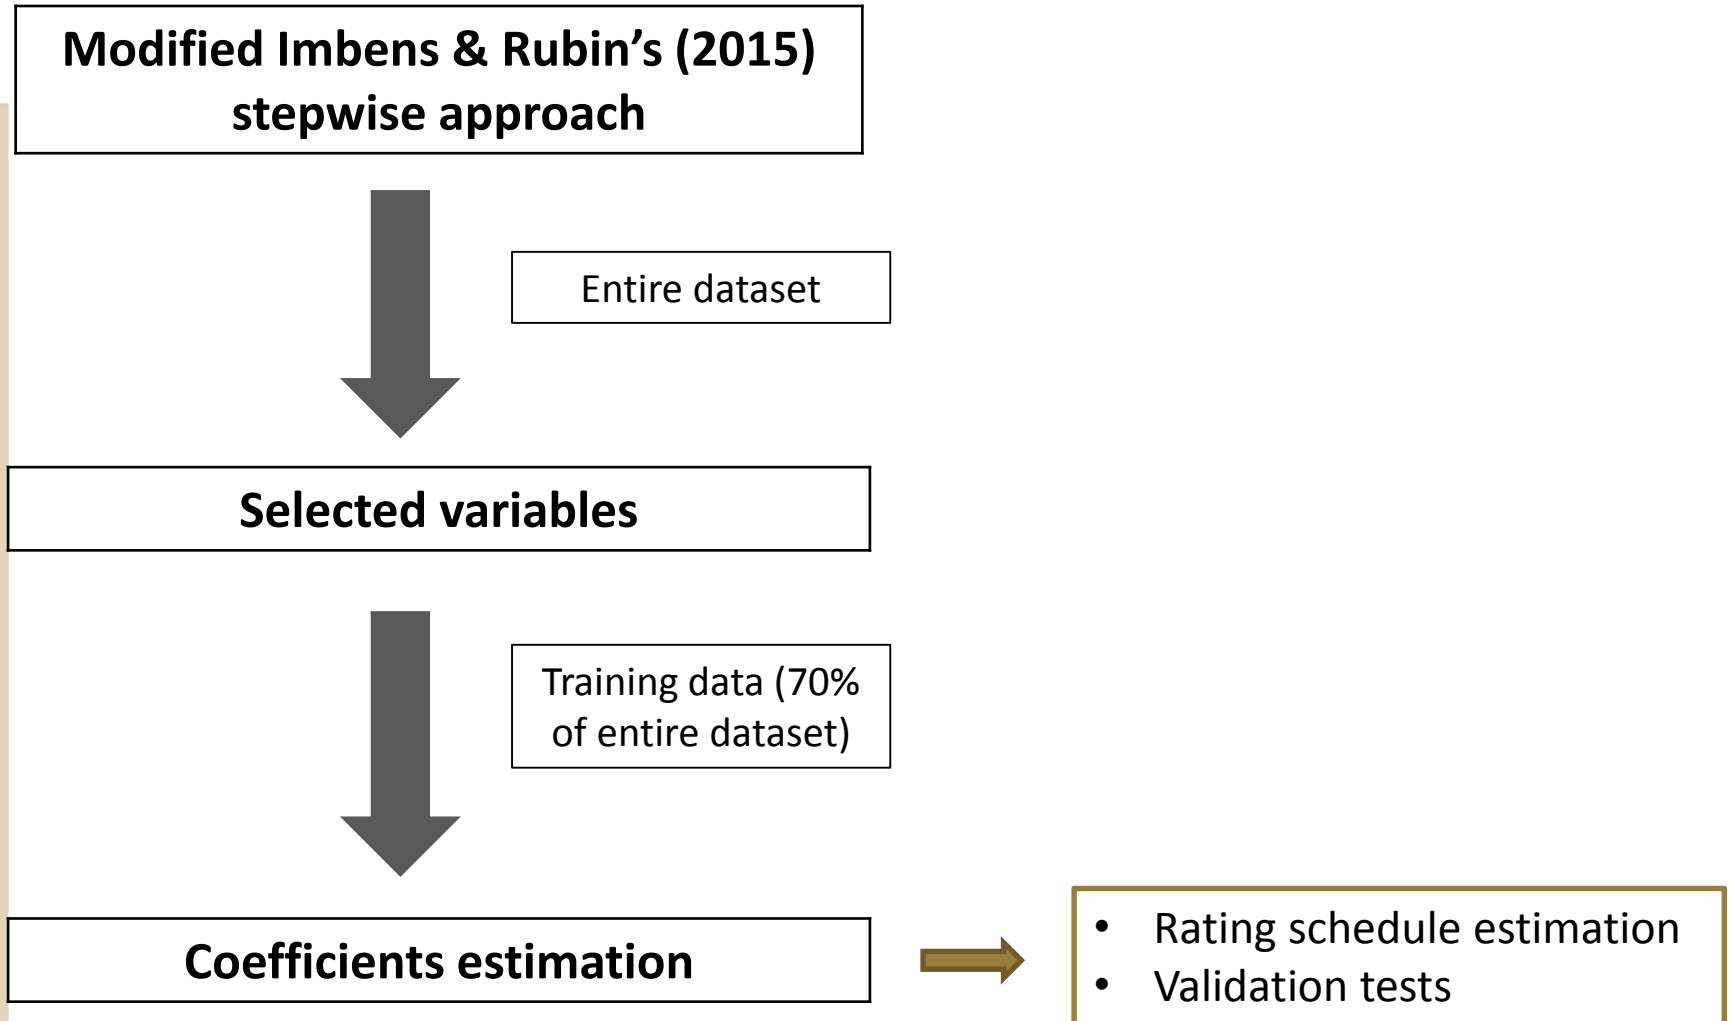 Modified Imbens & Rubin’s (2015)
stepwise approach
Entire dataset
Selected variables
Training data (70%
of entire dataset)
Coefficients estimation
• Rating schedule estimation
• Validation tests